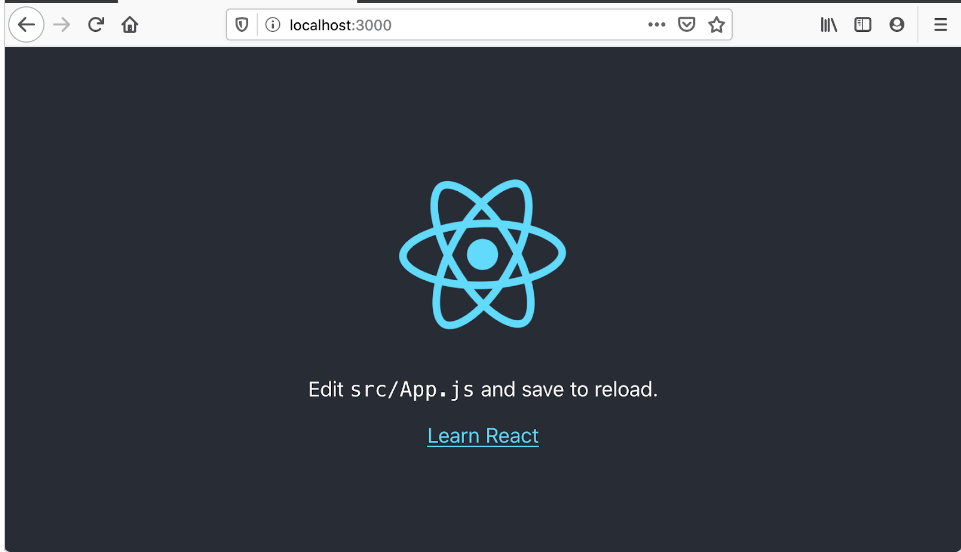 localhost:3000
Edit src/App.js and save to reload.
Learn React